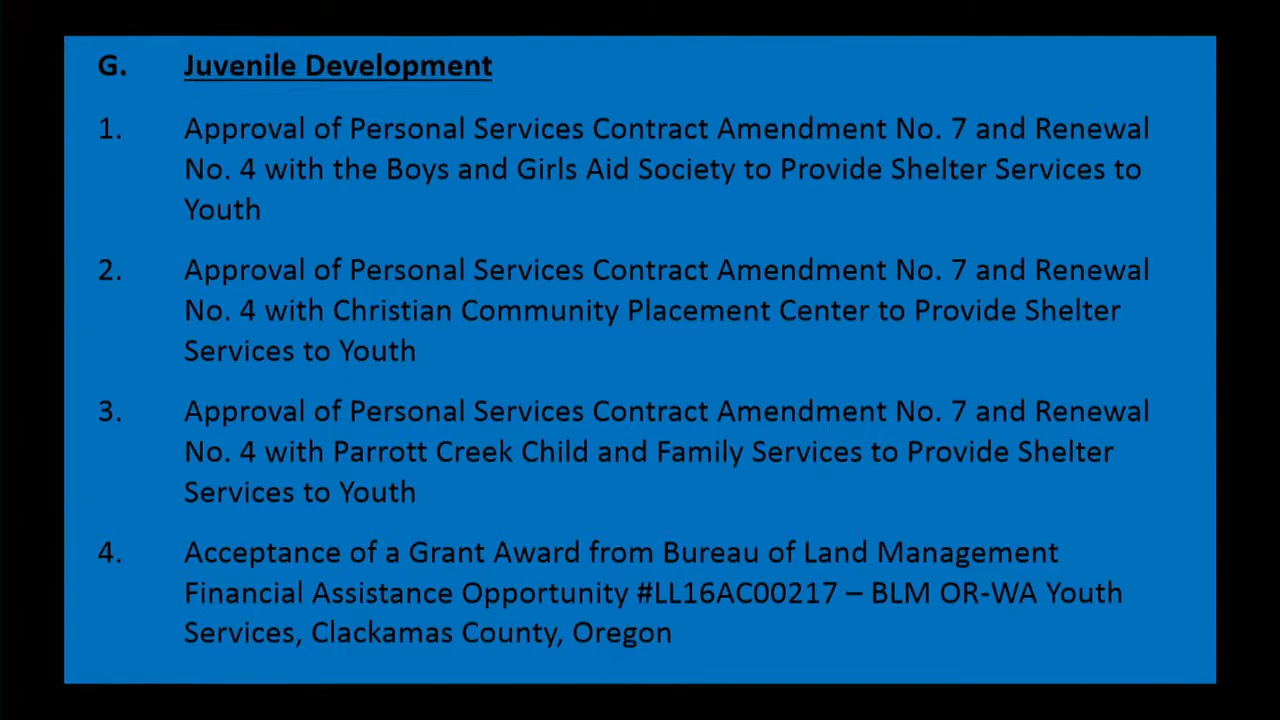 G. Juvenile Development
1. Approval of Personal Services Contract Amendment No. 7 and Renewal
No. 4 with the Boys and Girls Aid Society to Provide Shelter Services to
Youth
2. Approval of Personal Services Contract Amendment No. 7 and Renewal
No. 4 with Christian Community Placement Center to Provide Shelter
Services to Youth
3. Approval of Personal Services Contract Amendment No. 7 and Renewal
No. 4 with Parrott Creek Child and Family Services to Provide Shelter
Services to Youth
4. Acceptance of a Grant Award from Bureau of Land Management
Financial Assistance Opportunity #LL16AC00217 – BLM OR-WA Youth
Services, Clackamas County, Oregon